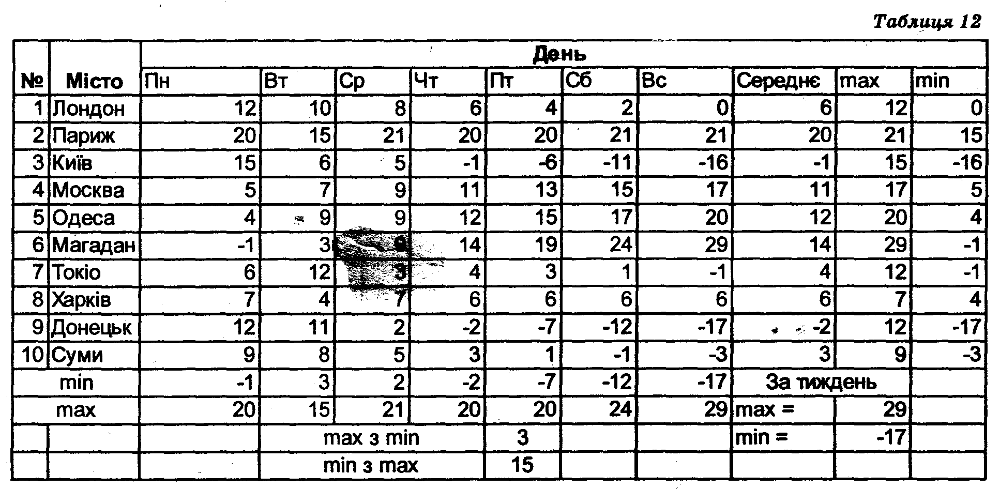 Таблиця 12
День
№ Місто Пн Вт Ср Чт Пт Сб Вс Середнє max min
1 Лондон 12 10 8 6 4 2 0 6 12 0
2 Париж 20 15 21 20 20 21 21 20 21 15
3 Київ 15 6 5 -1 -6 -11 -16 -1 15 -16
4 Москва 5 7 9 11 13 15 17 11 17 5
5 Одеса 4 9 9 12 15 17 20 12 20 4
6 Магадан -1 3 14 19 24 29 14 29 -1
7 Токіо 6 12 3 4 3 1 -1 4 12 -1
8 Харків 7 4 7 6 6 6 6 6 7 4
9 Донецьк 12 11 2 -2 -7 -12 -17 -2 12 -17
10 Суми 9 8 5 3 1 -1 -3 3 9 -3
min -1 3 2 -2 -7 -12 -17 За тиждень
max 20 15 21 20 20 24 29 max = 29
max з min 3 min = -17
min з max 15